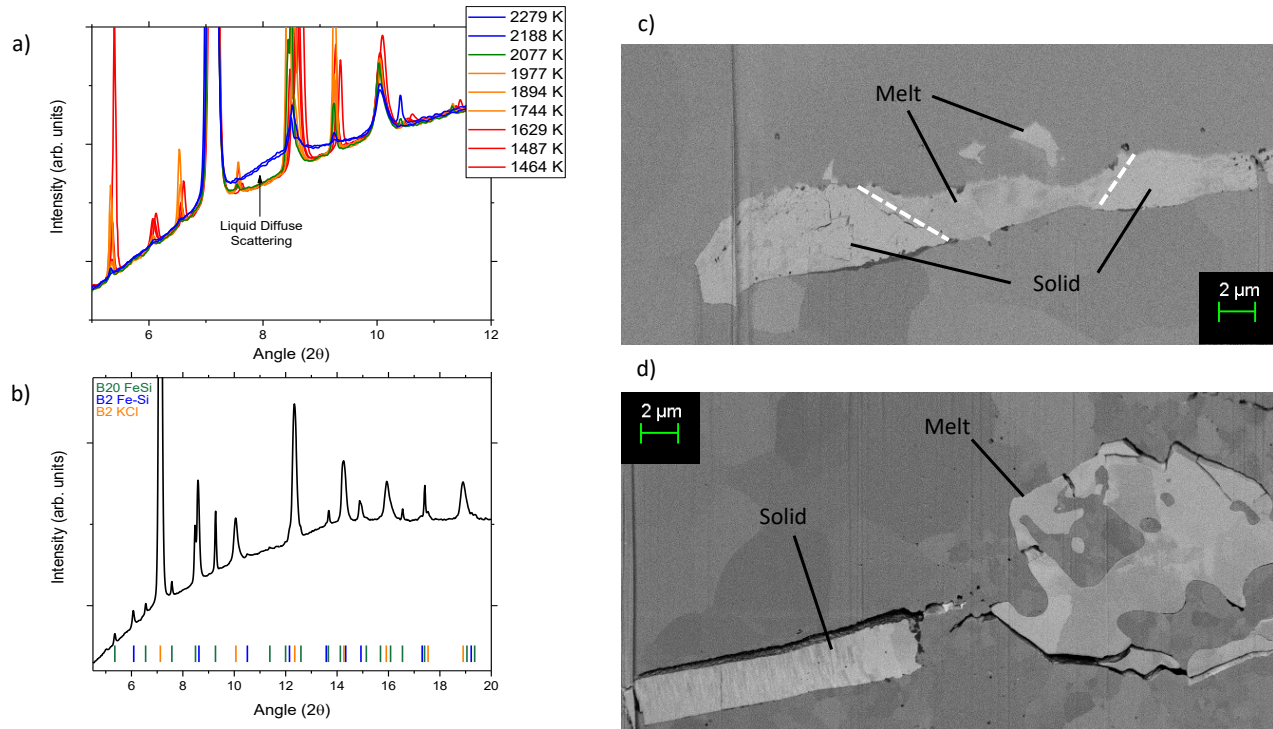 a)
Intensity (arb. units)
2279 K
2188 K
2077 K
1977 K
1894 K
1744 K
1629 K
1487 K
1464 K
Liquid Diffuse
Scattering
6
8
10
12
Angle (2θ)
b)
Intensity (arb. units)
B20 FeSi
B2 Fe-Si
B2 KCl
6
8
10
12
14
16
18
20
Angle (2θ)
c)
Melt
Solid
2 µm
d)
2 µm
Melt
Solid